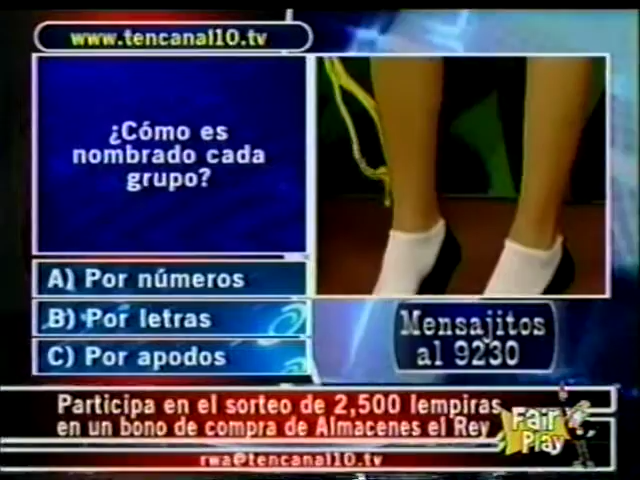 www.tencanal10.tv
¿Cómo es
nombrado cada
grupo?
A) Por números
B) Por letras
C) Por apodos
Mensajitos
al 9230
Participa en el sorteo de 2,500 lempiras
en un bono de compra de Almacenes el Rey
Fair
Play
rwa@tencanal10.tv